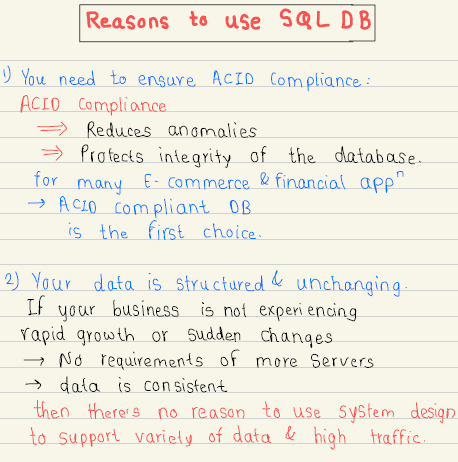 Reasons to use SQL DB
1) You need to ensure ACID Compliance:
ACID Compliance
⇒ Reduces anomalies
⇒ Protects integrity of the database.
for many E-commerce & financial appⁿ
→ ACID compliant DB
is the first choice.
2) Your data is structured & unchanging.
If your business is not experiencing
rapid growth or sudden changes
→ No requirements of more servers
→ data is consistent
then there's no reason to use system design
to support variety of data & high traffic.